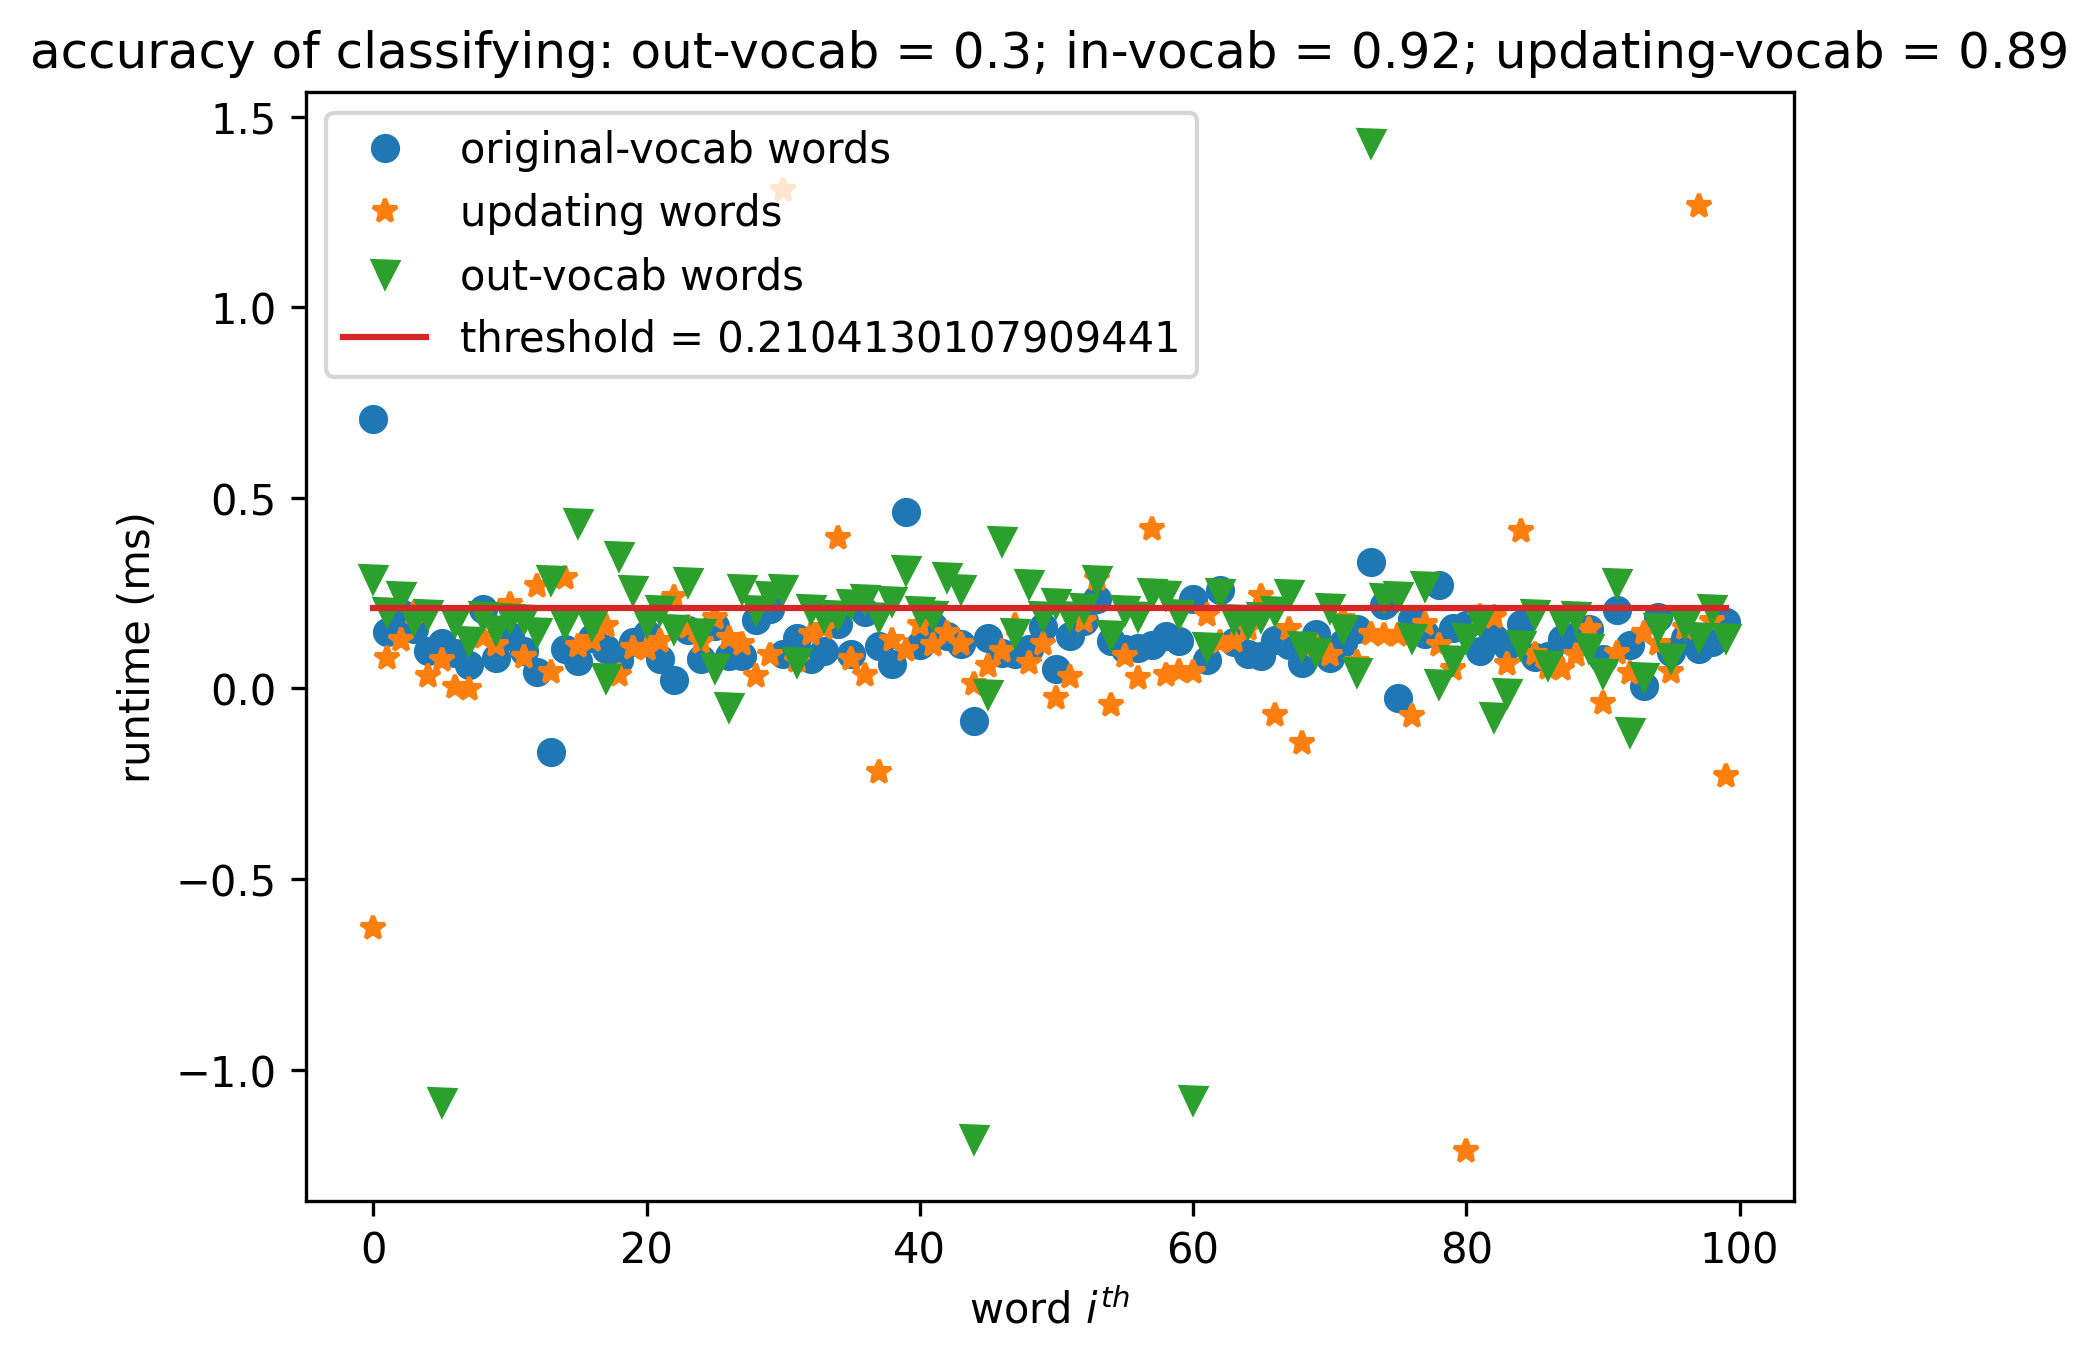 accuracy of classifying: out-vocab = 0.3; in-vocab = 0.92; updating-vocab = 0.89
original-vocab words
updating words
out-vocab words
threshold = 0.2104130107909441
1.5
1.0
0.5
0.0
−0.5
−1.0
runtime (ms)
0 20 40 60 80 100
word i^th